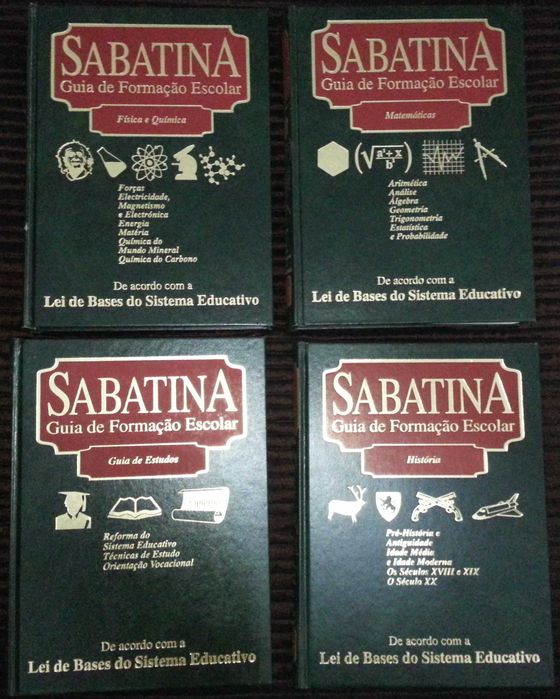 SABATINA
Guia de Formação Escolar
Física e Química
Forças
Electricidade,
Magnetismo
e Electrónica
Energia
Matéria
Química do
Mundo Mineral
Química do Carbono
De acordo com a
Lei de Bases do Sistema Educativo
SABATINA
Guia de Formação Escolar
Matemáticas
Aritmética
Análise
Álgebra
Geometria
Trigonometria
Estatística
e Probabilidade
De acordo com a
Lei de Bases do Sistema Educativo
SABATINA
Guia de Formação Escolar
Guia de Estudos
Reforma do
Sistema Educativo
Técnicas de Estudo
Orientação Vocacional
De acordo com a
Lei de Bases do Sistema Educativo
SABATINA
Guia de Formação Escolar
História
Pré-História e
Antiguidade
Idade Média
e Idade Moderna
Os Séculos XVIII e XIX
O Século XX
De acordo com a
Lei de Bases do Sistema Educativo